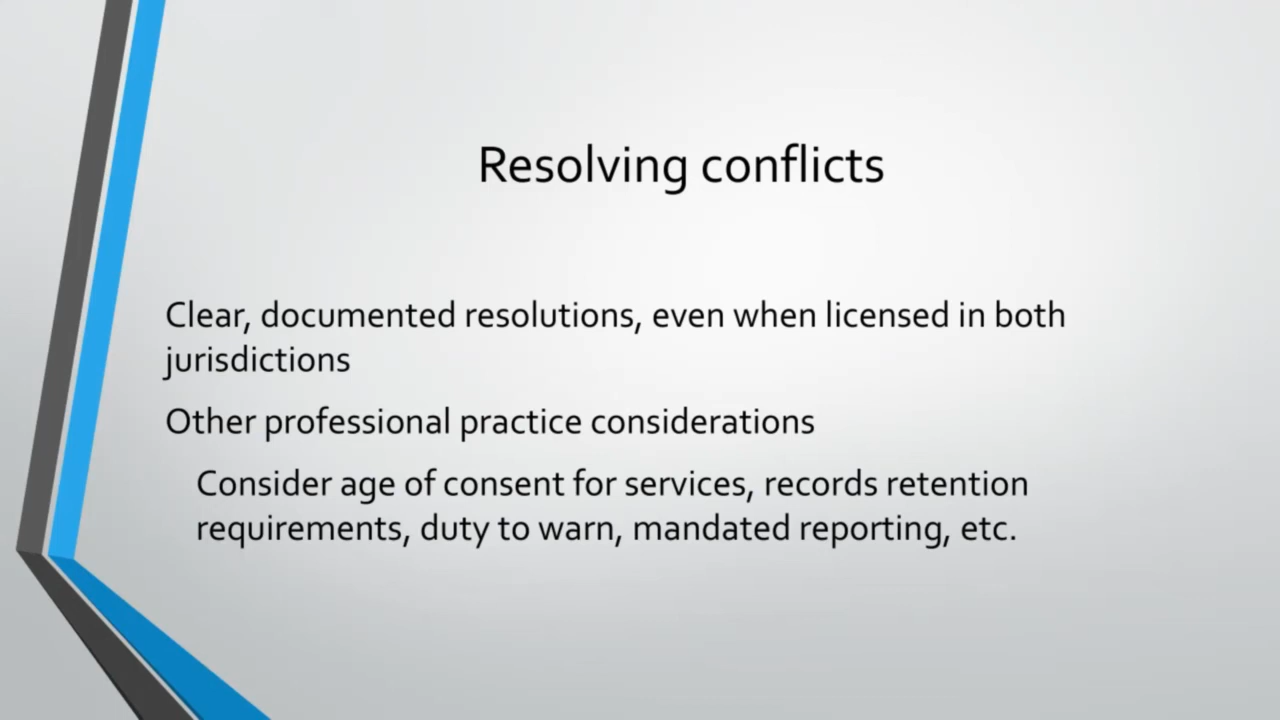 Resolving conflicts
Clear, documented resolutions, even when licensed in both
jurisdictions
Other professional practice considerations
Consider age of consent for services, records retention
requirements, duty to warn, mandated reporting, etc.